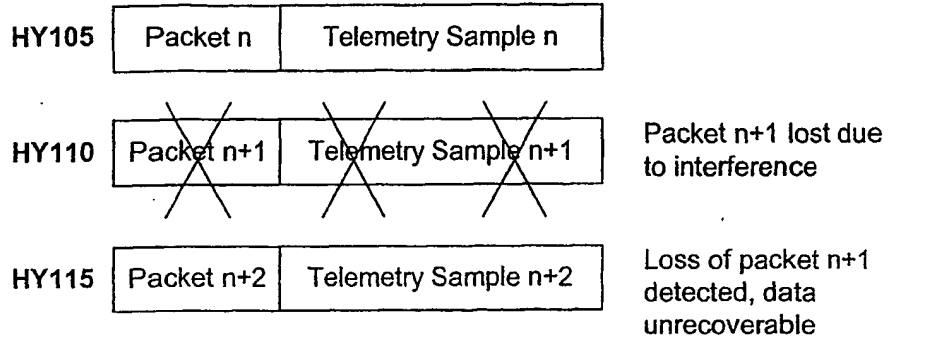 HY105 Packet n Telemetry Sample n
HY110 Packet n+1 Telemetry Sample n+1
Packet n+1 lost due
to interference
HY115 Packet n+2 Telemetry Sample n+2
Loss of packet n+1
detected, data
unrecoverable